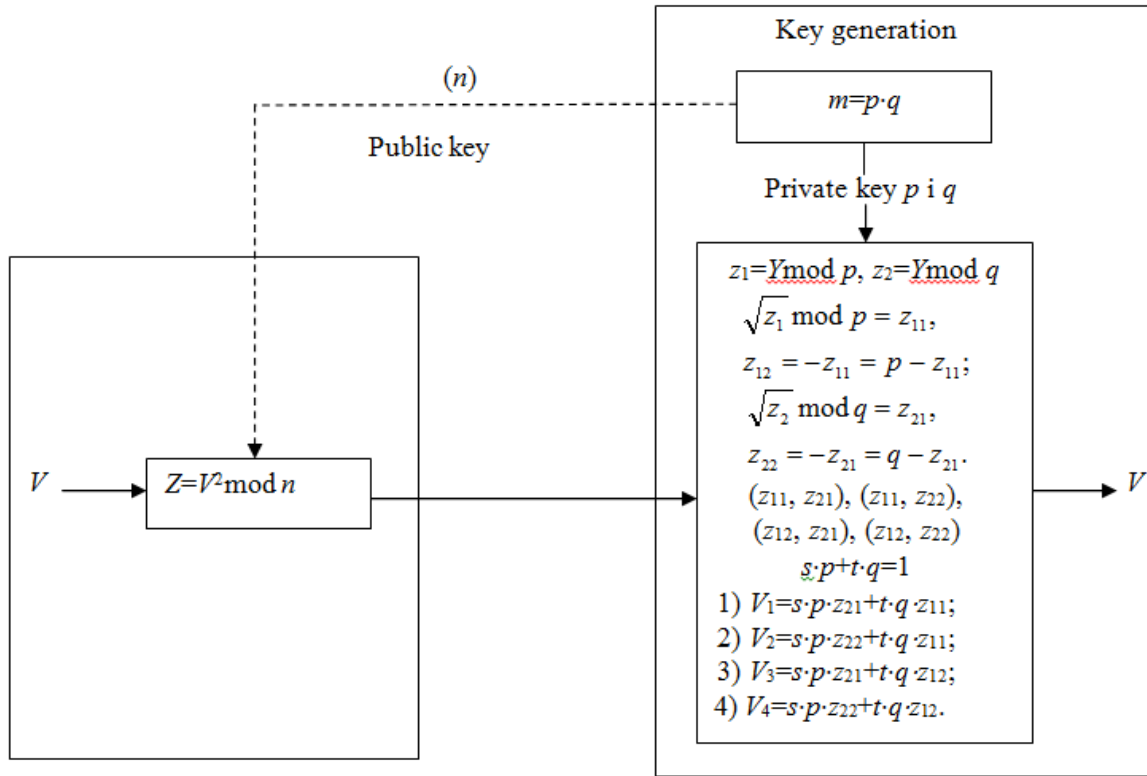 Key generation
(n)
m=p·q
Public key
Private key p i q
z₁=Ymod p, z₂=Ymod q
√z₁ mod p = z₁₁,
z₁₂ = −z₁₁ = p − z₁₁;
√z₂ mod q = z₂₁,
z₂₂ = −z₂₁ = q − z₂₁.
V
Z=V²mod n
V
(z₁₁, z₂₁), (z₁₁, z₂₂),
(z₁₂, z₂₁), (z₁₂, z₂₂)
s·p+t·q=1
1) V₁=s·p·z₂₁+t·q·z₁₁;
2) V₂=s·p·z₂₂+t·q·z₁₁;
3) V₃=s·p·z₂₁+t·q·z₁₂;
4) V₄=s·p·z₂₂+t·q·z₁₂.